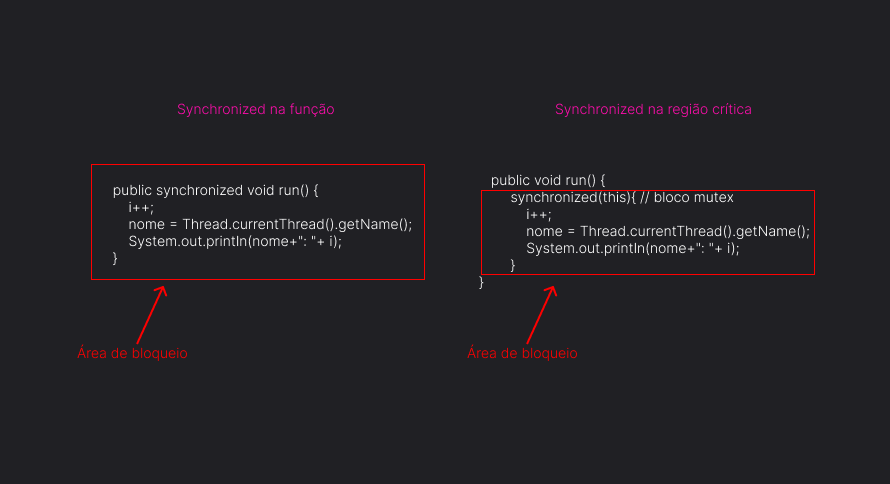 Synchronized na função
public synchronized void run() {
i++;
nome = Thread.currentThread().getName();
System.out.println(nome+": "+ i);
}
Área de bloqueio
Synchronized na região crítica
public void run() {
synchronized(this){ // bloco mutex
i++;
nome = Thread.currentThread().getName();
System.out.println(nome+": "+ i);
}
}
Área de bloqueio